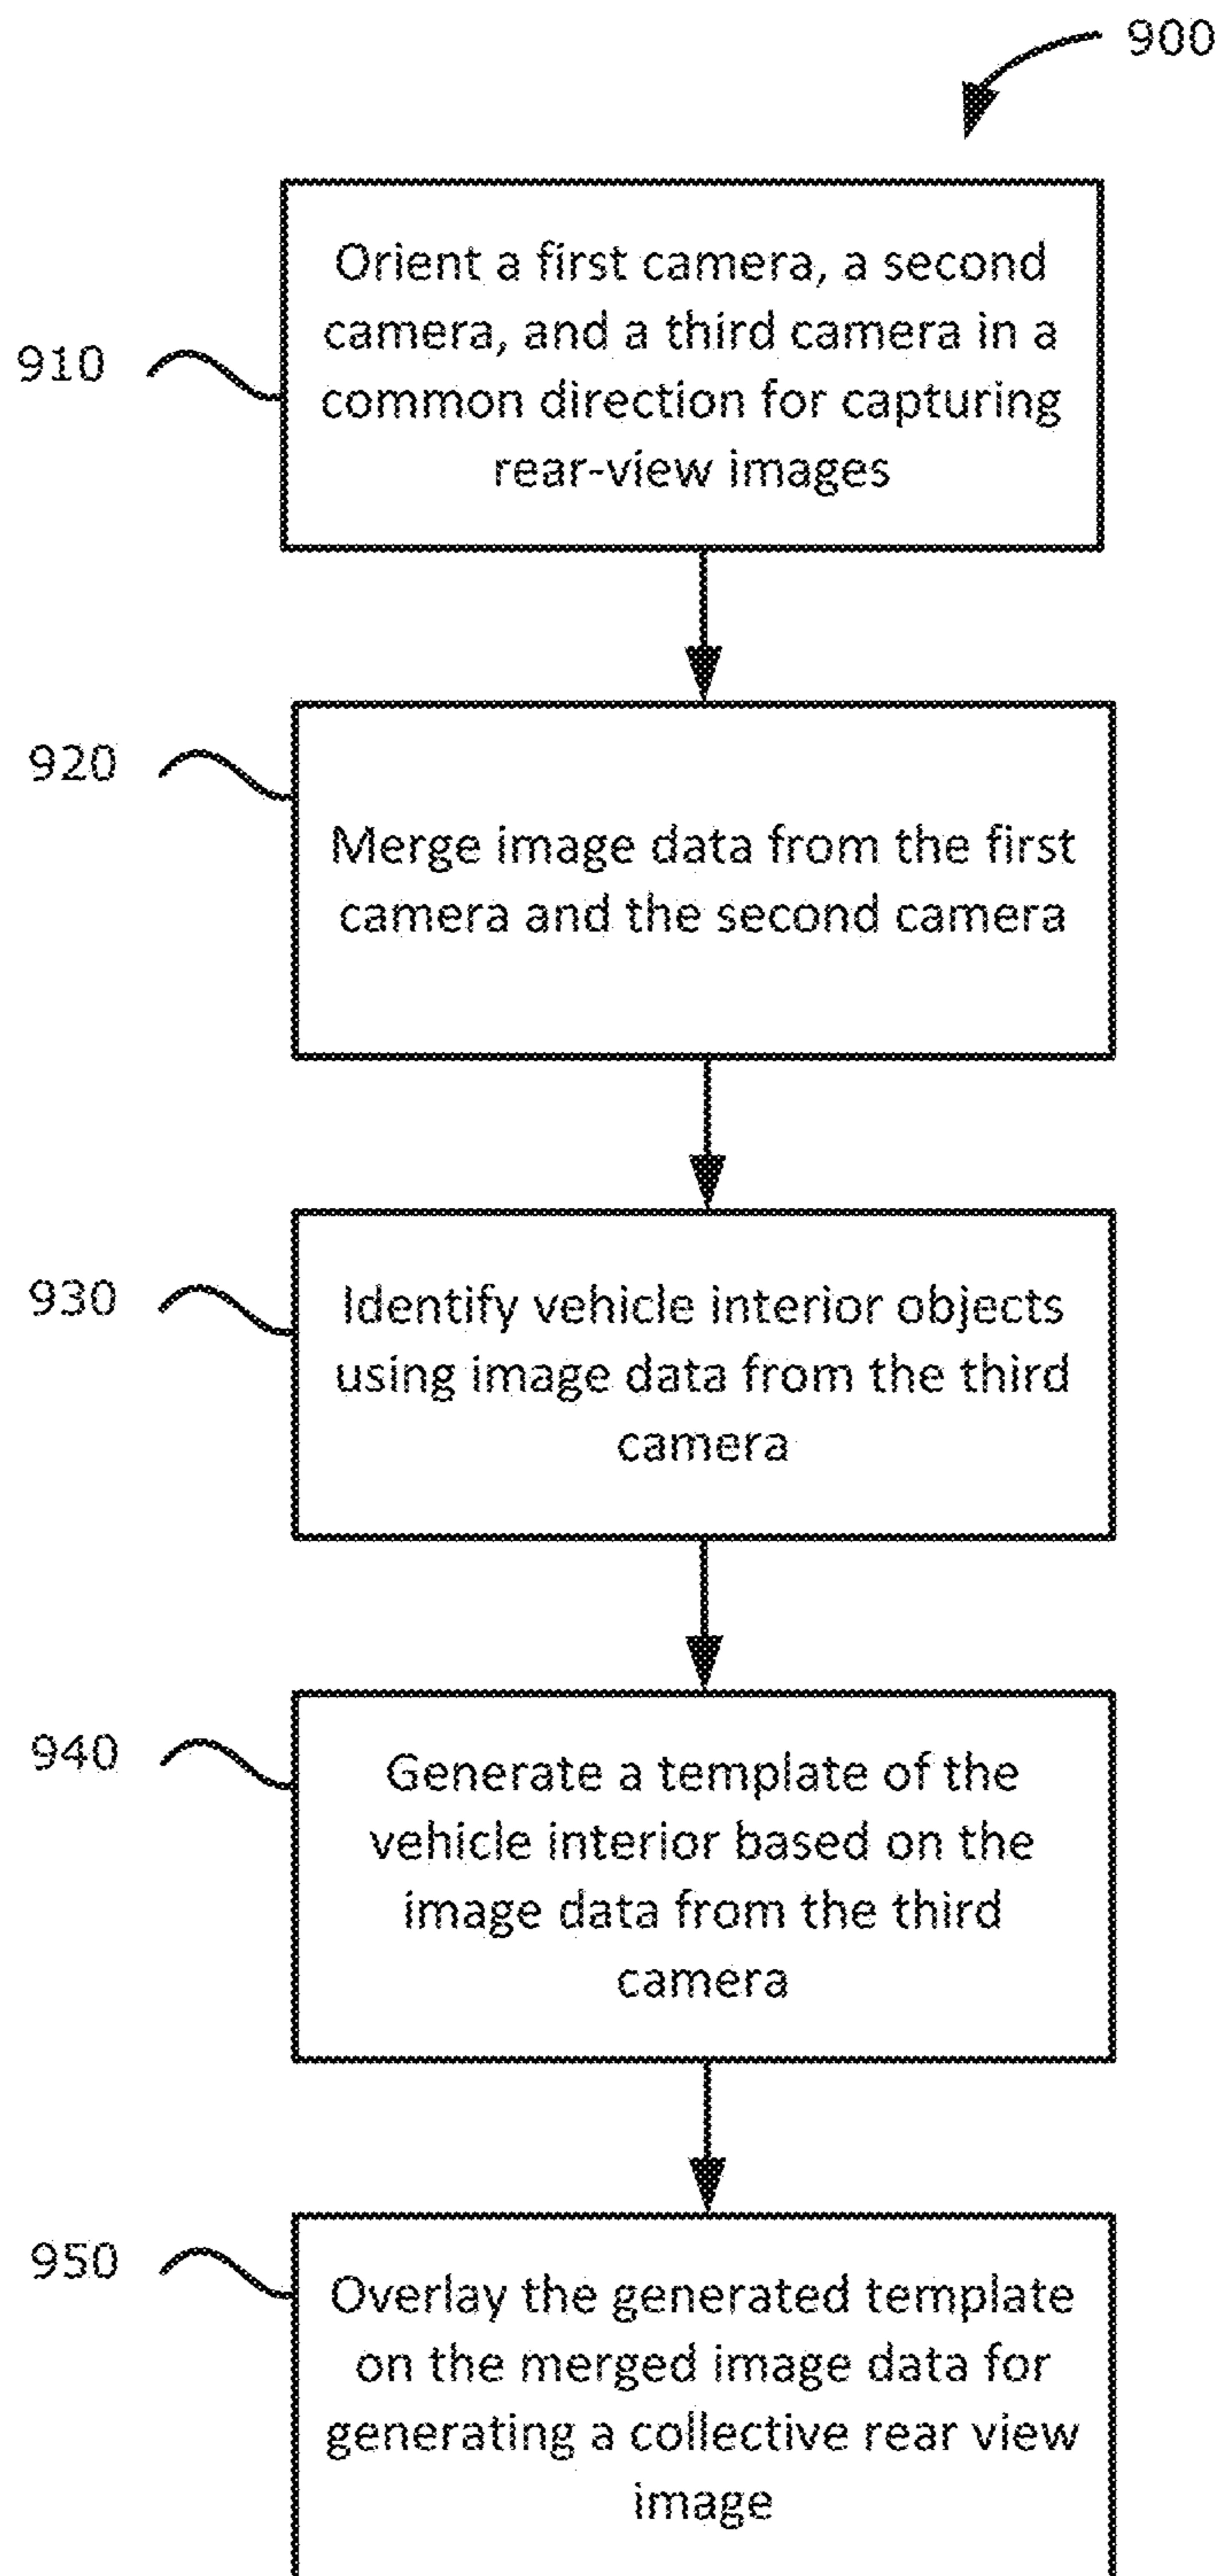 900
910
Orient a first camera, a second
camera, and a third camera in a
common direction for capturing
rear-view images
920
Merge image data from the first
camera and the second camera
930
Identify vehicle interior objects
using image data from the third
camera
940
Generate a template of the
vehicle interior based on the
image data from the third
camera
950
Overlay the generated template
on the merged image data for
generating a collective rear view
image